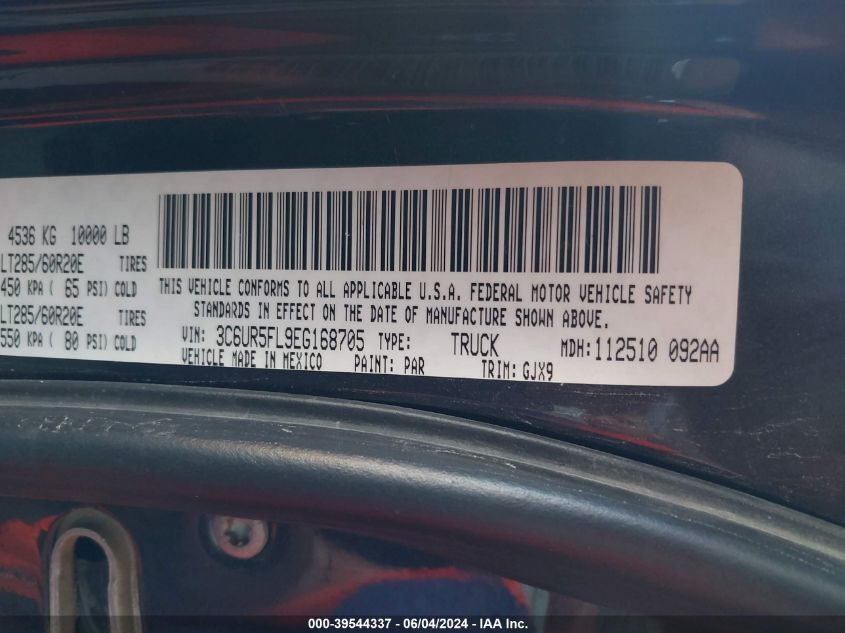 4536 KG 10000 LB
LT285/60R20E TIRES
450 KPA ( 65 PSI) COLD
LT285/60R20E TIRES
550 KPA ( 80 PSI) COLD
THIS VEHICLE CONFORMS TO ALL APPLICABLE U.S.A. FEDERAL MOTOR VEHICLE SAFETY
STANDARDS IN EFFECT ON THE DATE OF MANUFACTURE SHOWN ABOVE.
VIN: 3C6UR5FL9EG168705 TYPE: TRUCK MDH:112510 092AA
VEHICLE MADE IN MEXICO PAINT: PAR TRIM: GJX9
000-39544337 - 06/04/2024 - IAA Inc.